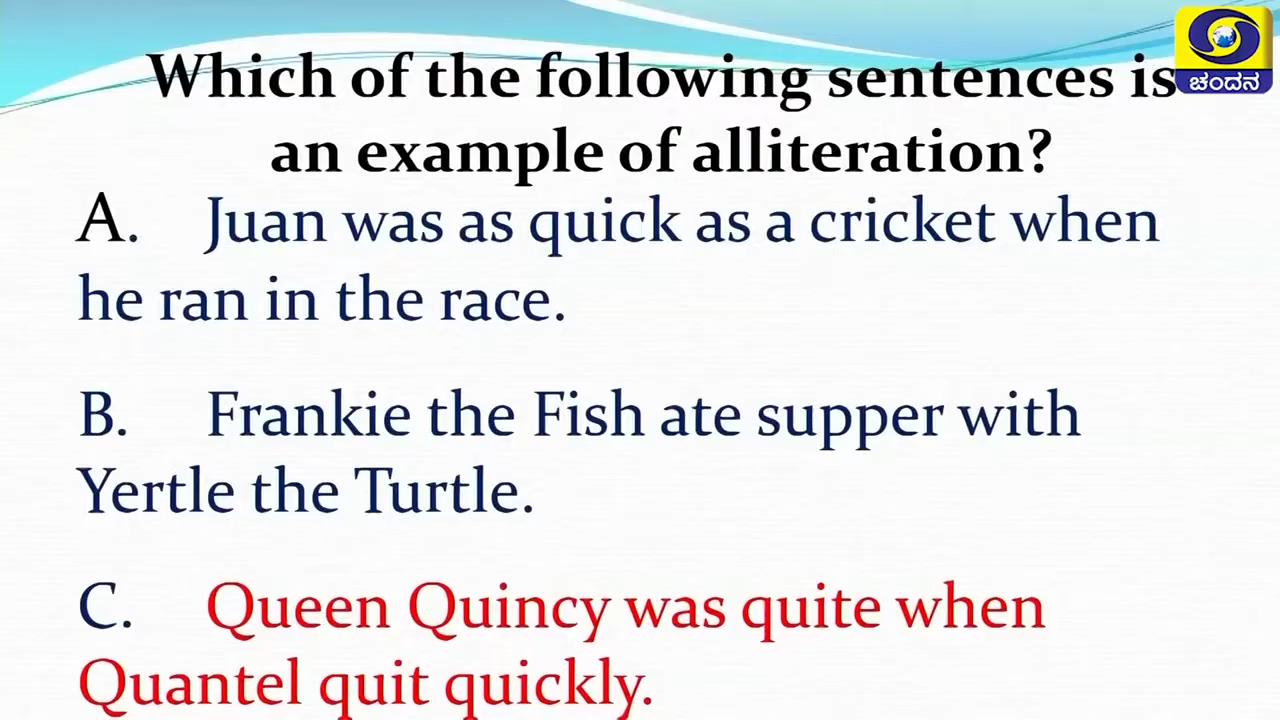 Which of the following sentences is
ಚಂದನ
an example of alliteration?
A. Juan was as quick as a cricket when
he ran in the race.
B. Frankie the Fish ate supper with
Yertle the Turtle.
C. Queen Quincy was quite when
Quantel quit quickly.